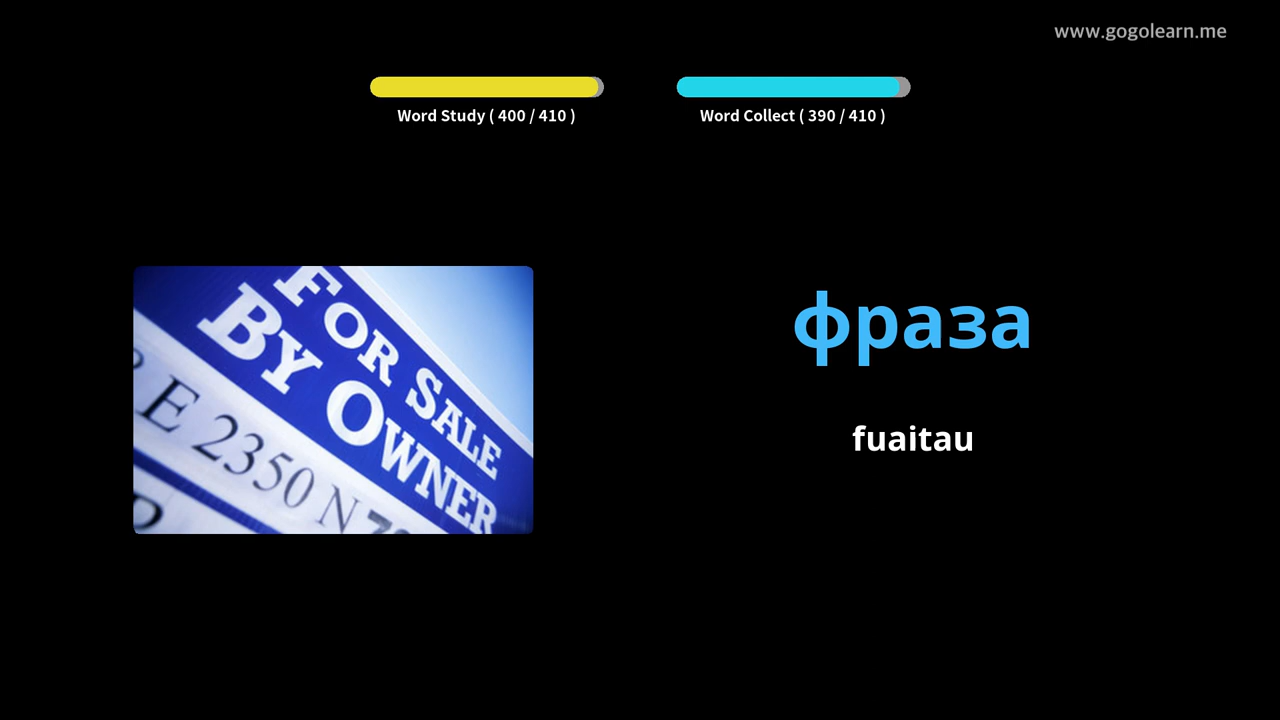 www.gogolearn.me
Word Study ( 400 / 410 )
Word Collect ( 390 / 410 )
FOR SALE
BY OWNER
E 2350 N
фраза
fuaitau